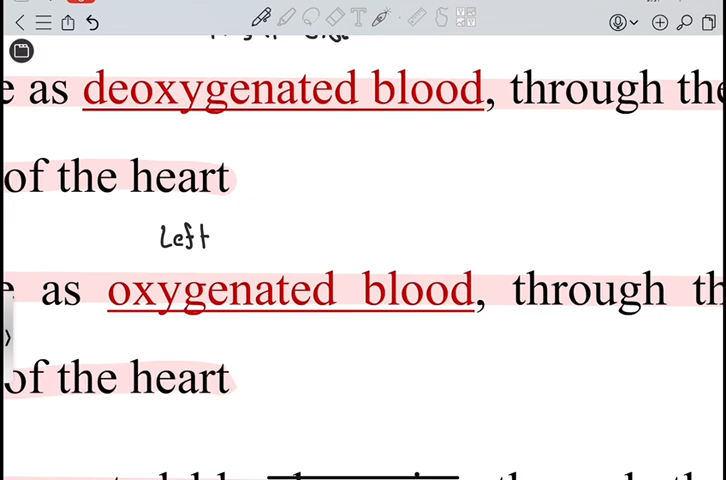 e as deoxygenated blood, through the
of the heart
Left
as oxygenated blood, through th
of the heart